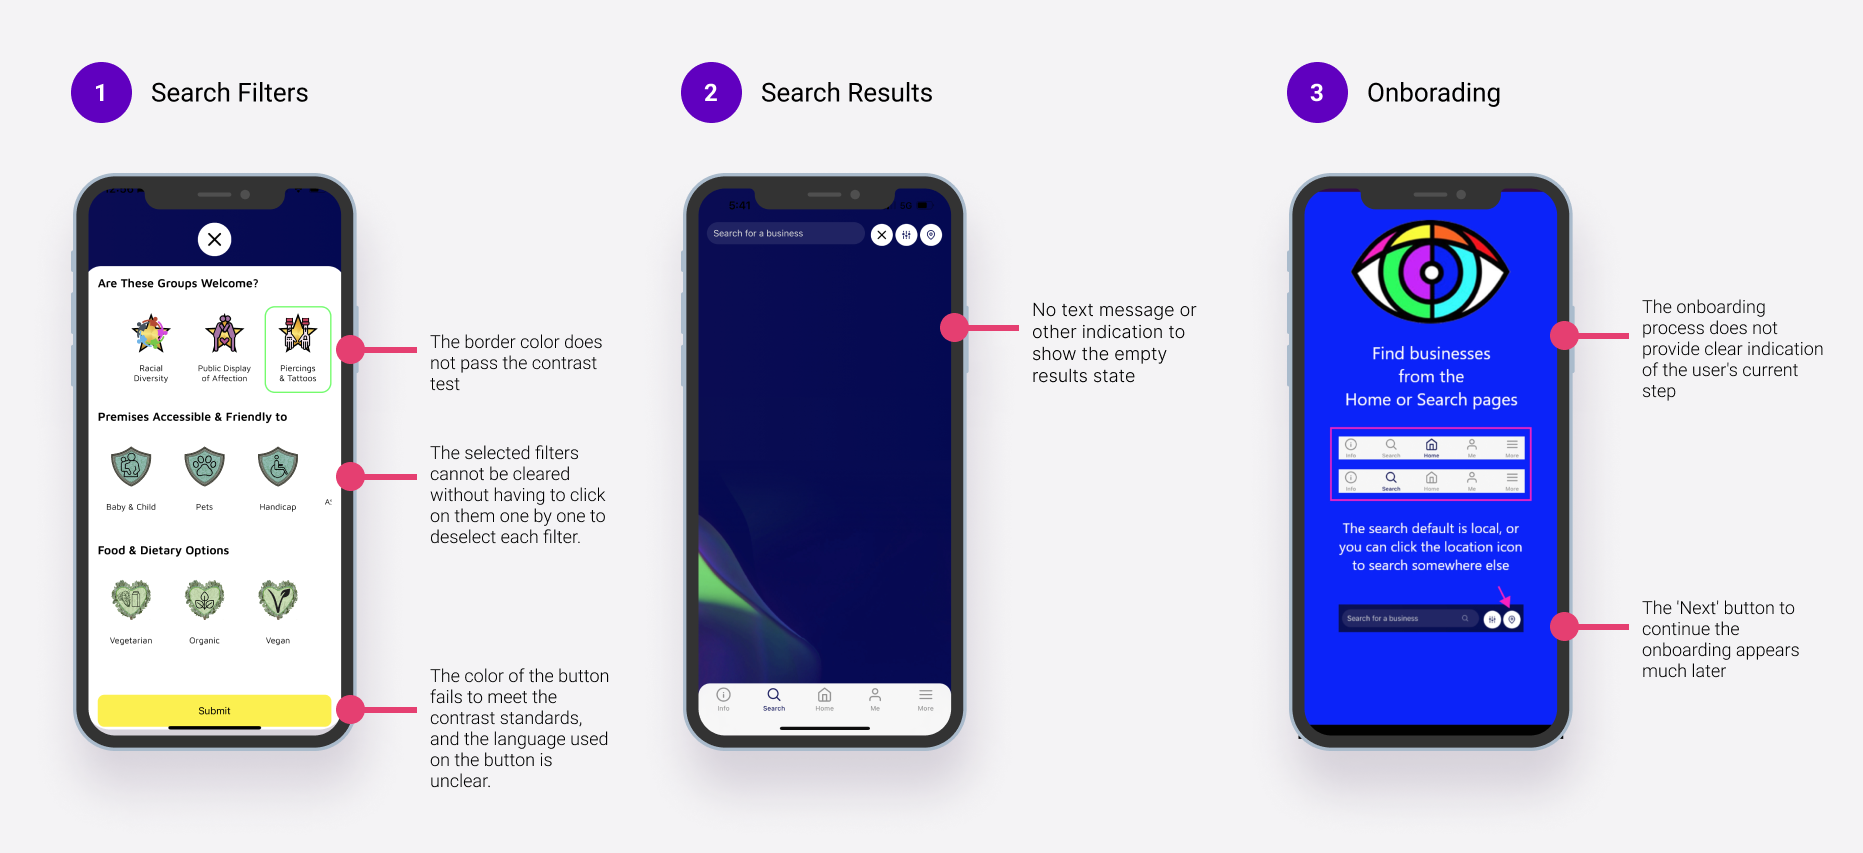 1
Search Filters
2
Search Results
3
Onborading
Are These Groups Welcome?
Racial
Diversity
Public Display
of Affection
Piercings
& Tattoos
Premises Accessible & Friendly to
Baby & Child
Pets
Handicap
Food & Dietary Options
Vegetarian
Organic
Vegan
Submit
The border color does
not pass the contrast
test
The selected filters
cannot be cleared
without having to click
on them one by one to
deselect each filter.
The color of the button
fails to meet the
contrast standards,
and the language used
on the button is
unclear.
5:41
5G
Search for a business
Info
Search
Home
Me
More
No text message or
other indication to
show the empty
results state
Find businesses
from the
Home or Search pages
Info
Search
Home
Me
More
Info
Search
Home
Me
More
The search default is local, or
you can click the location icon
to search somewhere else
Search for a business
The onboarding
process does not
provide clear indication
of the user's current
step
The 'Next' button to
continue the
onboarding appears
much later